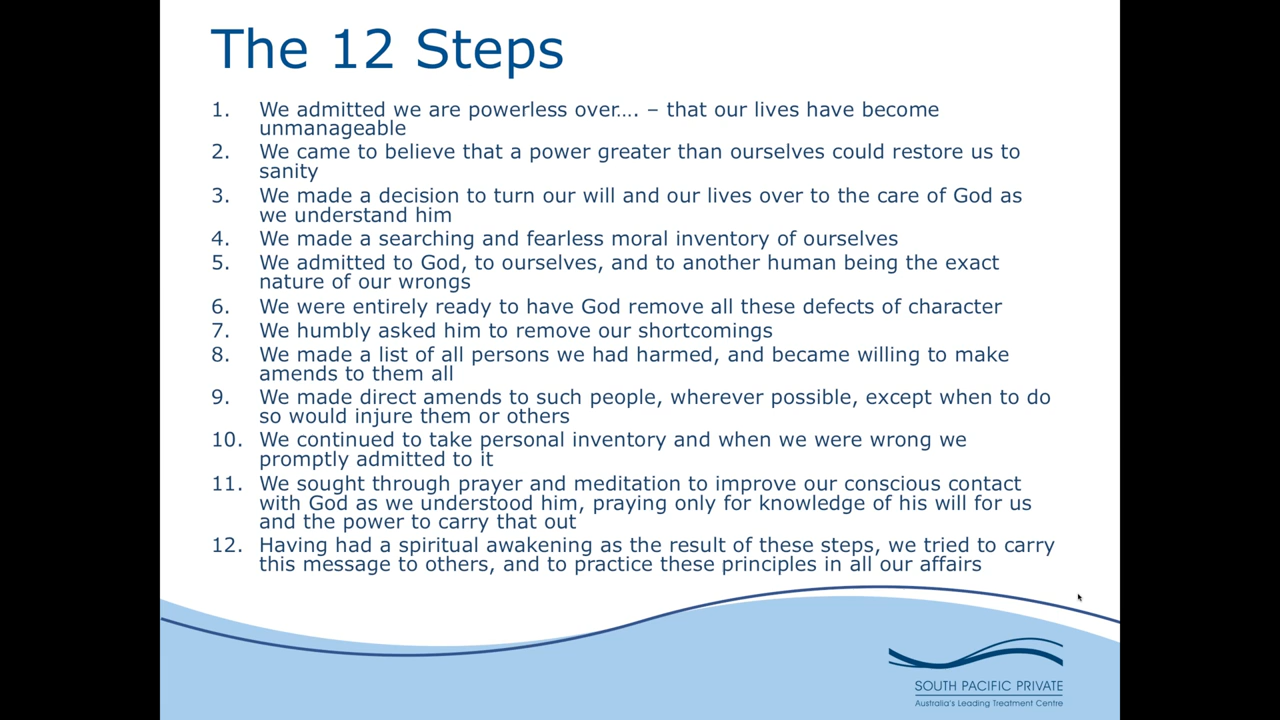 The 12 Steps
1. We admitted we are powerless over…. – that our lives have become
unmanageable
2. We came to believe that a power greater than ourselves could restore us to
sanity
3. We made a decision to turn our will and our lives over to the care of God as
we understand him
4. We made a searching and fearless moral inventory of ourselves
5. We admitted to God, to ourselves, and to another human being the exact
nature of our wrongs
6. We were entirely ready to have God remove all these defects of character
7. We humbly asked him to remove our shortcomings
8. We made a list of all persons we had harmed, and became willing to make
amends to them all
9. We made direct amends to such people, wherever possible, except when to do
so would injure them or others
10. We continued to take personal inventory and when we were wrong we
promptly admitted to it
11. We sought through prayer and meditation to improve our conscious contact
with God as we understood him, praying only for knowledge of his will for us
and the power to carry that out
12. Having had a spiritual awakening as the result of these steps, we tried to carry
this message to others, and to practice these principles in all our affairs
SOUTH PACIFIC PRIVATE
Australia's Leading Treatment Centre